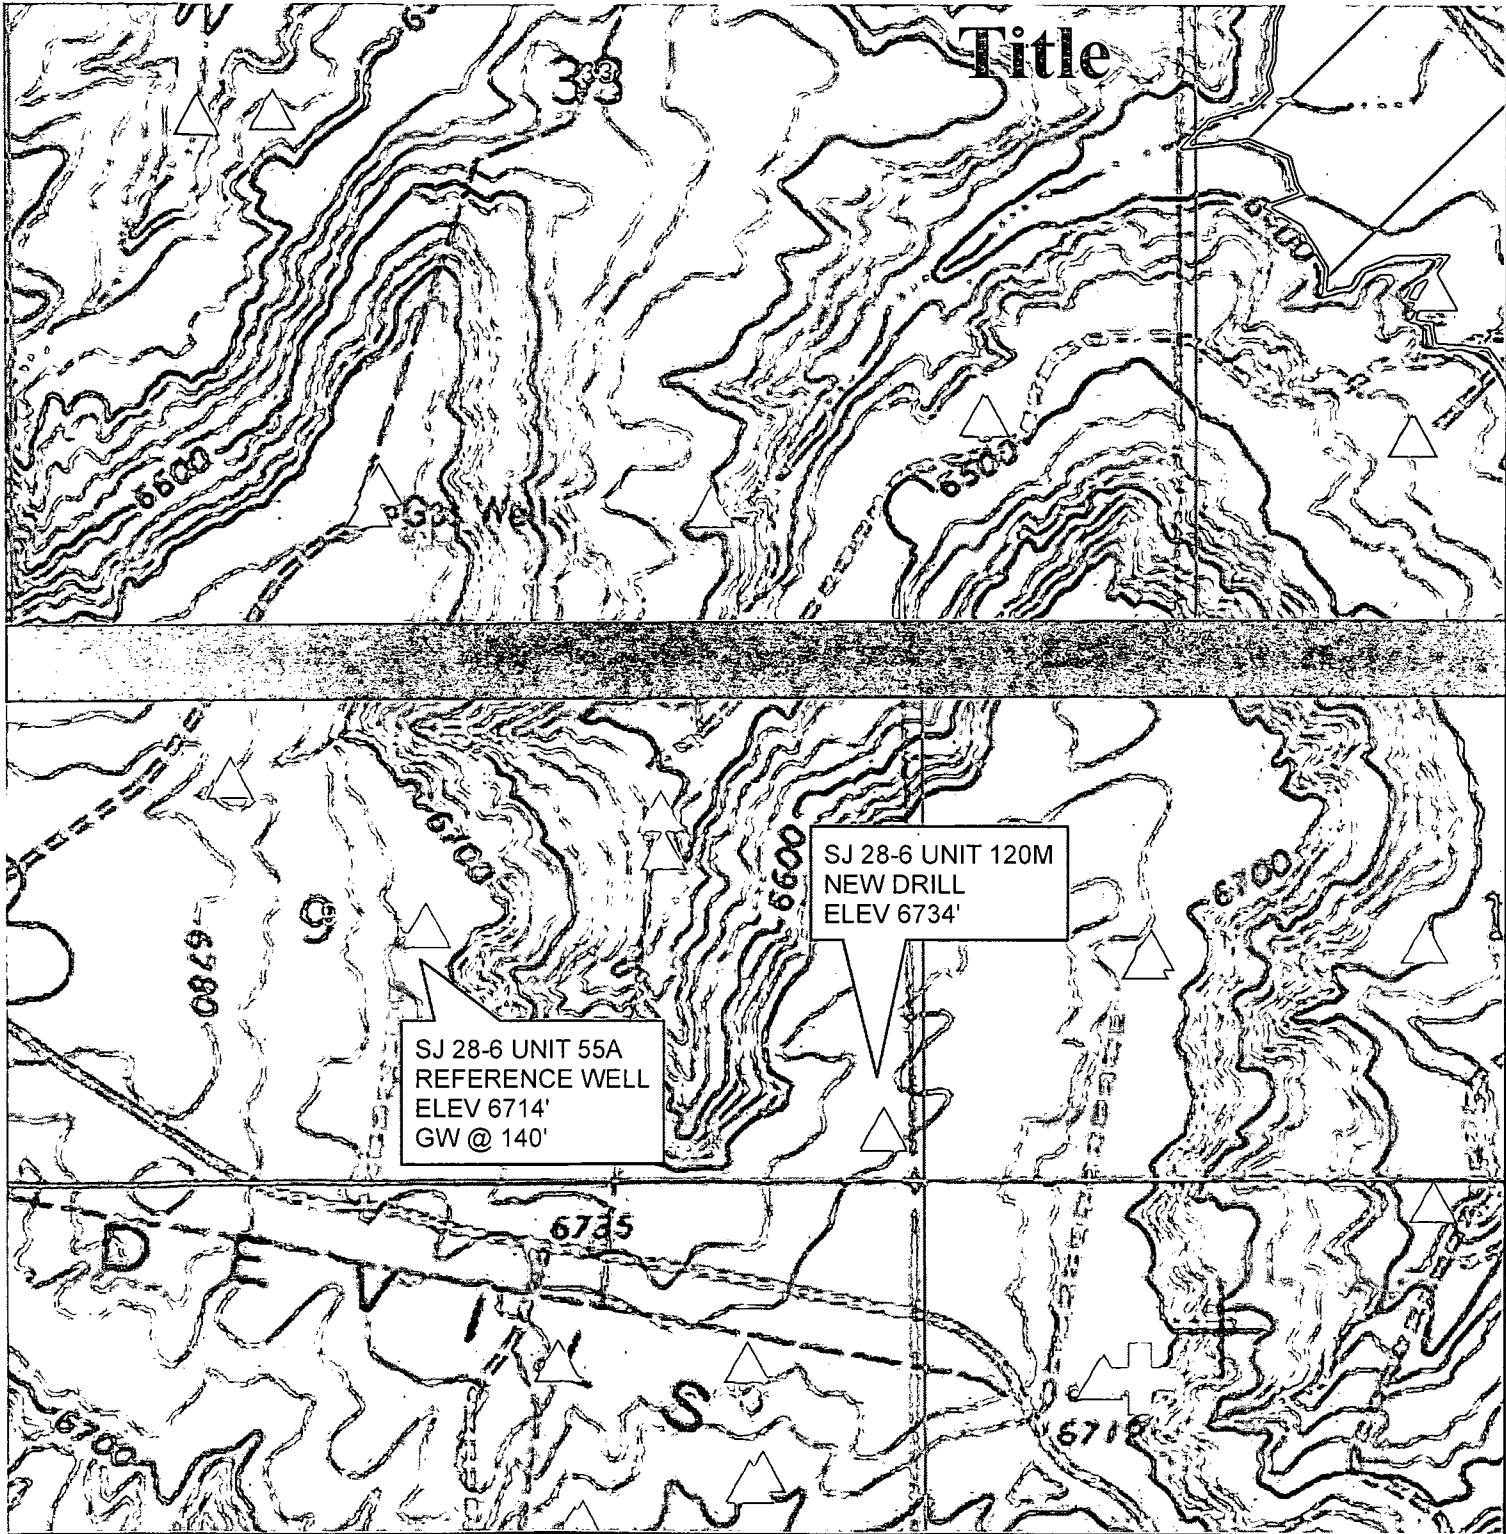 Title
33
6600
Gas Well
6500
6700
6600
SJ 28-6 UNIT 120M
NEW DRILL
ELEV 6734'
6700
9
6780
SJ 28-6 UNIT 55A
REFERENCE WELL
ELEV 6714'
GW @ 140'
6735
D E V I L S
6700